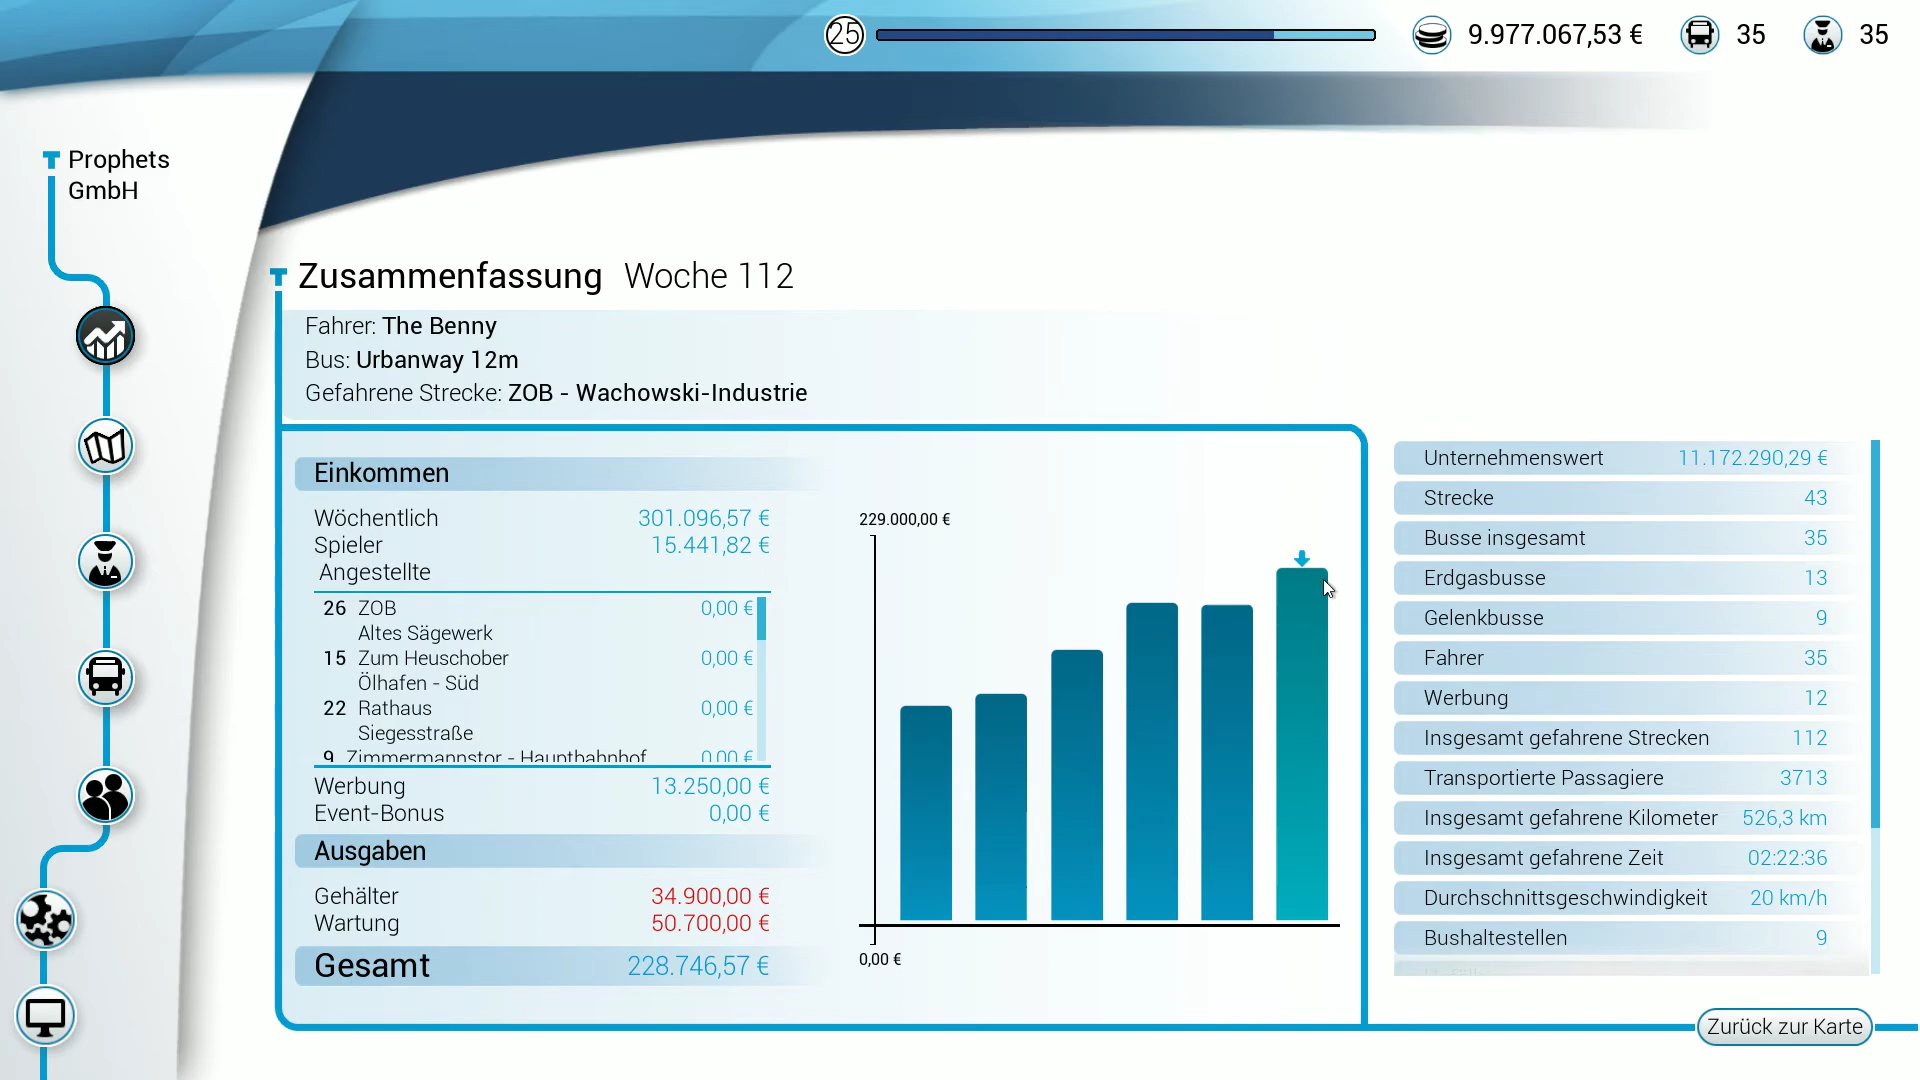 25
9.977.067,53 €
35
35
Prophets
GmbH
Zusammenfassung Woche 112
Fahrer: The Benny
Bus: Urbanway 12m
Gefahrene Strecke: ZOB - Wachowski-Industrie
Einkommen
Wöchentlich 301.096,57 €
Spieler 15.441,82 €
Angestellte
26 ZOB 0,00 €
Altes Sägewerk
15 Zum Heuschober 0,00 €
Ölhafen - Süd
22 Rathaus 0,00 €
Siegesstraße
9 Zimmermannstor - Hauptbahnhof 0,00 €
Werbung 13.250,00 €
Event-Bonus 0,00 €
Ausgaben
Gehälter 34.900,00 €
Wartung 50.700,00 €
Gesamt 228.746,57 €
229.000,00 €
0,00 €
Unternehmenswert 11.172.290,29 €
Strecke 43
Busse insgesamt 35
Erdgasbusse 13
Gelenkbusse 9
Fahrer 35
Werbung 12
Insgesamt gefahrene Strecken 112
Transportierte Passagiere 3713
Insgesamt gefahrene Kilometer 526,3 km
Insgesamt gefahrene Zeit 02:22:36
Durchschnittsgeschwindigkeit 20 km/h
Bushaltestellen 9
Zurück zur Karte